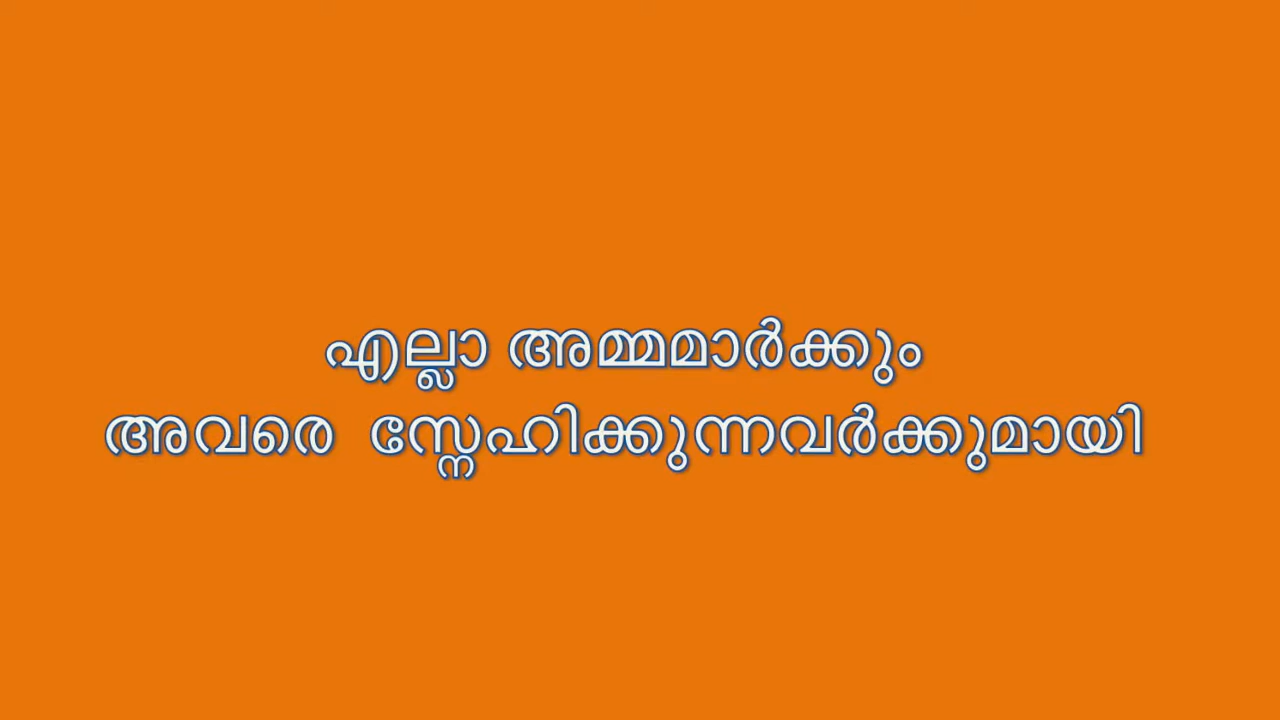 എല്ലാ അമ്മമാർക്കും
അവരെ സ്നേഹിക്കുന്നവർക്കുമായി